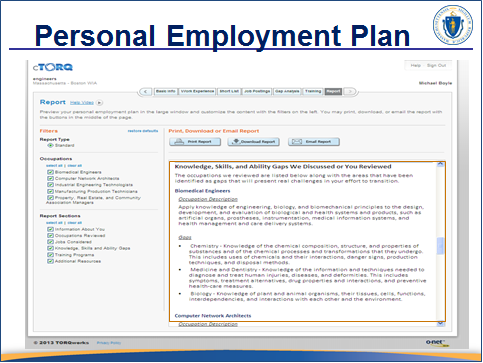 Personal Employment Plan
cTORQ
Help Sign Out
engineers
Massachusetts - Boston WIA
Michael Boyle
Basic Info Work Experience Short List Job Postings Gap Analysis Training Report
Report Help Video
Preview your personal employment plan in the large window and customize the content with the filters on the left. You may print, download, or email the report with
the buttons in the middle of the page.
Filters restore defaults
Report Type
Standard
Occupations
select all | clear all
Biomedical Engineers
Computer Network Architects
Industrial Engineering Technologists
Manufacturing Production Technicians
Property, Real Estate, and Community
Association Managers
Report Sections
select all | clear all
Information About You
Occupations Reviewed
Jobs Considered
Knowledge, Skills, and Ability Gaps
Training Programs
Additional Resources
Print, Download or Email Report
Print Report Download Report Email Report
Knowledge, Skills, and Ability Gaps We Discussed or You Reviewed
The occupations we reviewed are listed below along with the areas that have been
identified as gaps that will present real challenges in your effort to transition.
Biomedical Engineers
Occupation Description
Apply knowledge of engineering, biology, and biomechanical principles to the design,
development, and evaluation of biological and health systems and products, such as
artificial organs, prostheses, instrumentation, medical information systems, and
health management and care delivery systems.
Gaps
• Chemistry - Knowledge of the chemical composition, structure, and properties of
substances and of the chemical processes and transformations that they undergo.
This includes uses of chemicals and their interactions, danger signs, production
techniques, and disposal methods.
• Medicine and Dentistry - Knowledge of the information and techniques needed to
diagnose and treat human injuries, diseases, and deformities. This includes
symptoms, treatment alternatives, drug properties and interactions, and preventive
health-care measures.
• Biology - Knowledge of plant and animal organisms, their tissues, cells, functions,
interdependencies, and interactions with each other and the environment.
Computer Network Architects
Occupation Description
© 2013 TORQworks Privacy Policy
o·net